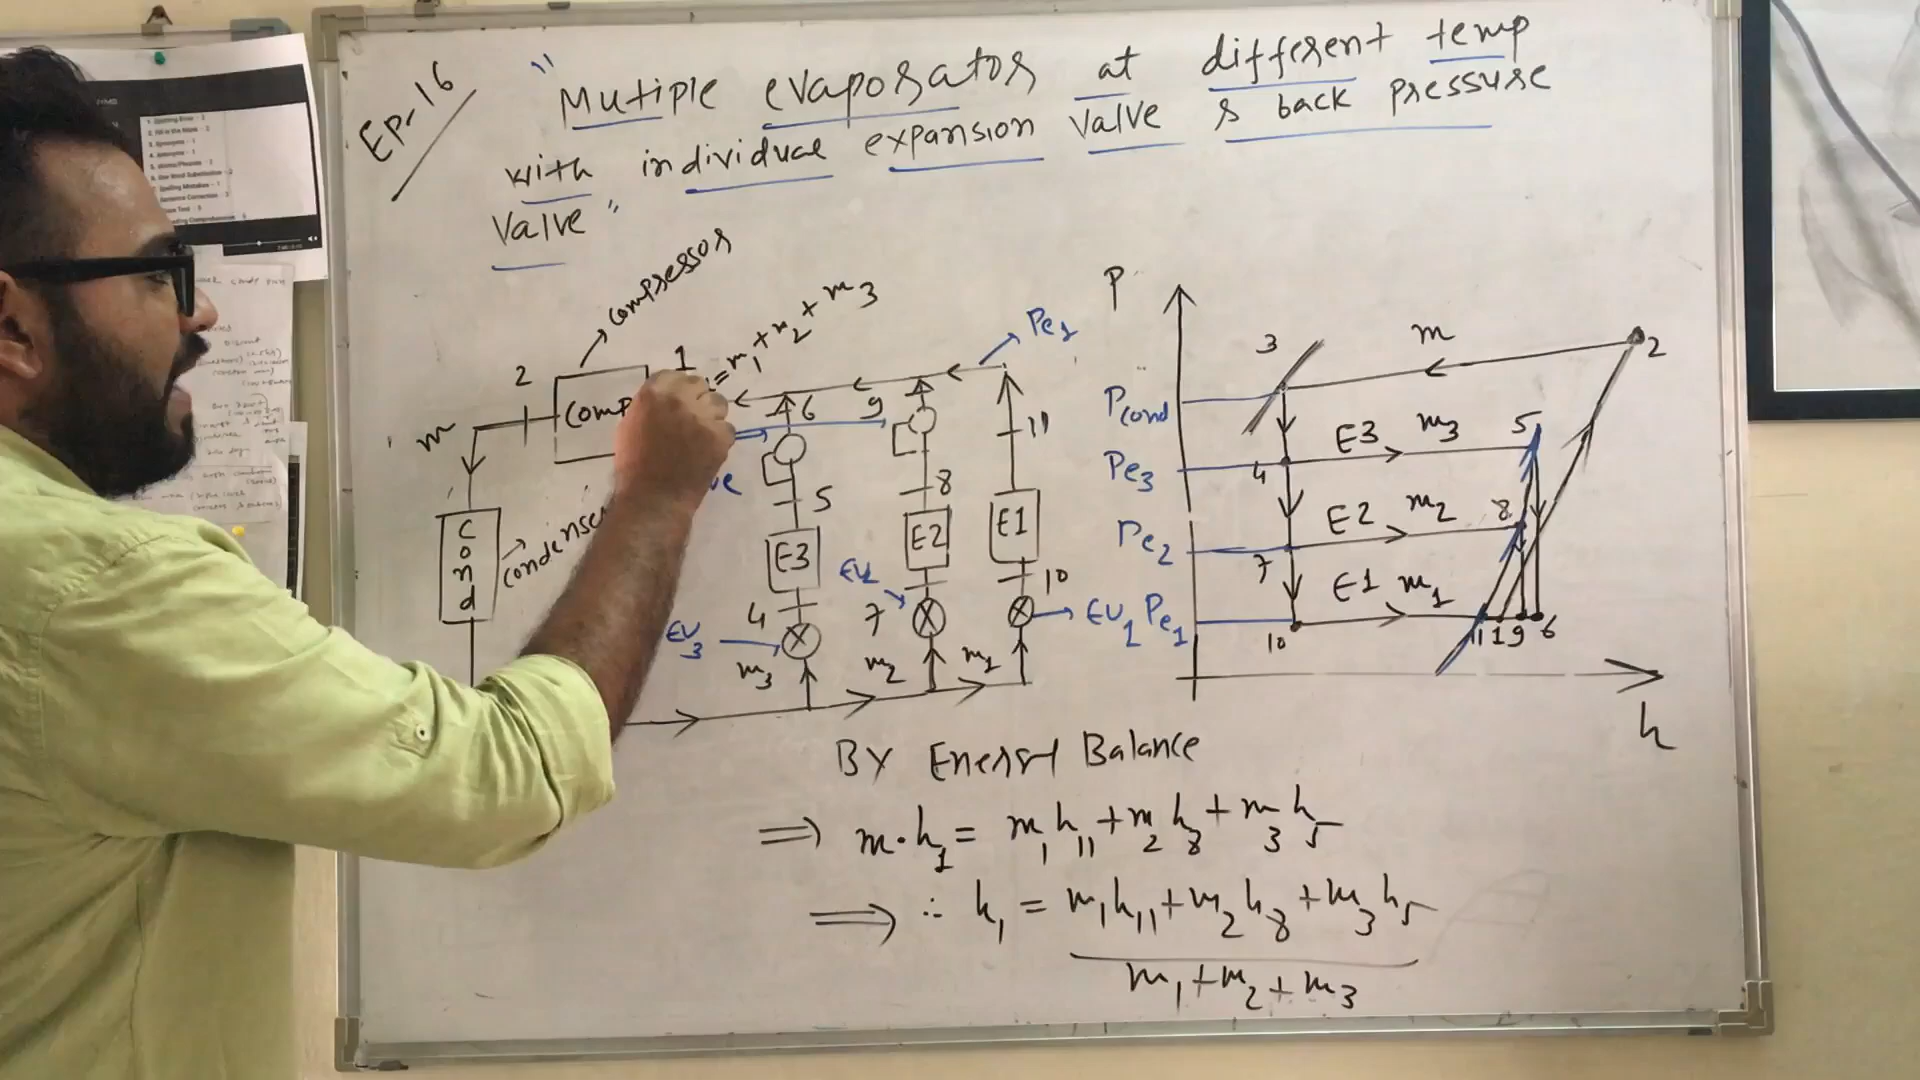 EP-16
"Mutiple evaporator at different temp
with individual expansion valve & back pressure
valve"
compressor
m=m1+m2+m3
Pe1
2
1
Comp
m
6
9
11
5
8
E3
E2
E1
Cond
4
7
10
EV3
EV2
EV1
m3
m2
m1
P
3
m
2
Pcond
E3 m3
5
Pe3
4
E2 m2
8
Pe2
7
E1 m1
Pe1
10
11 1 9 6
h
BY Energy Balance
⇒ m·h1 = m1h11+m2h8+m3h5
⇒ ∴ h1 = m1h11+m2h8+m3h5
m1+m2+m3